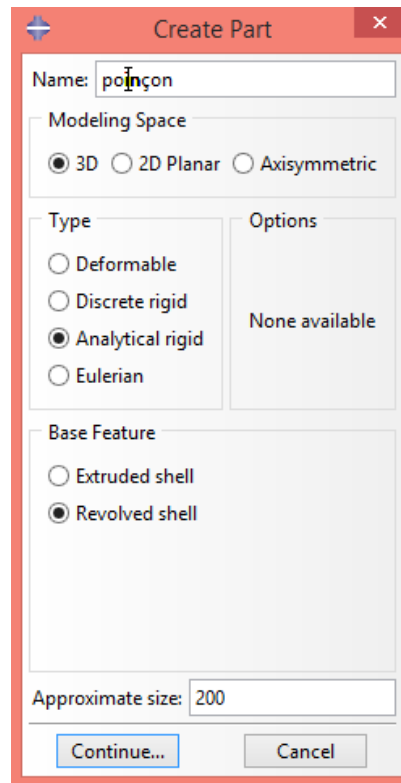 Create Part
Name: poinçon
Modeling Space
3D 2D Planar Axisymmetric
Type
Options
Deformable
Discrete rigid
Analytical rigid
Eulerian
None available
Base Feature
Extruded shell
Revolved shell
Approximate size: 200
Continue... Cancel